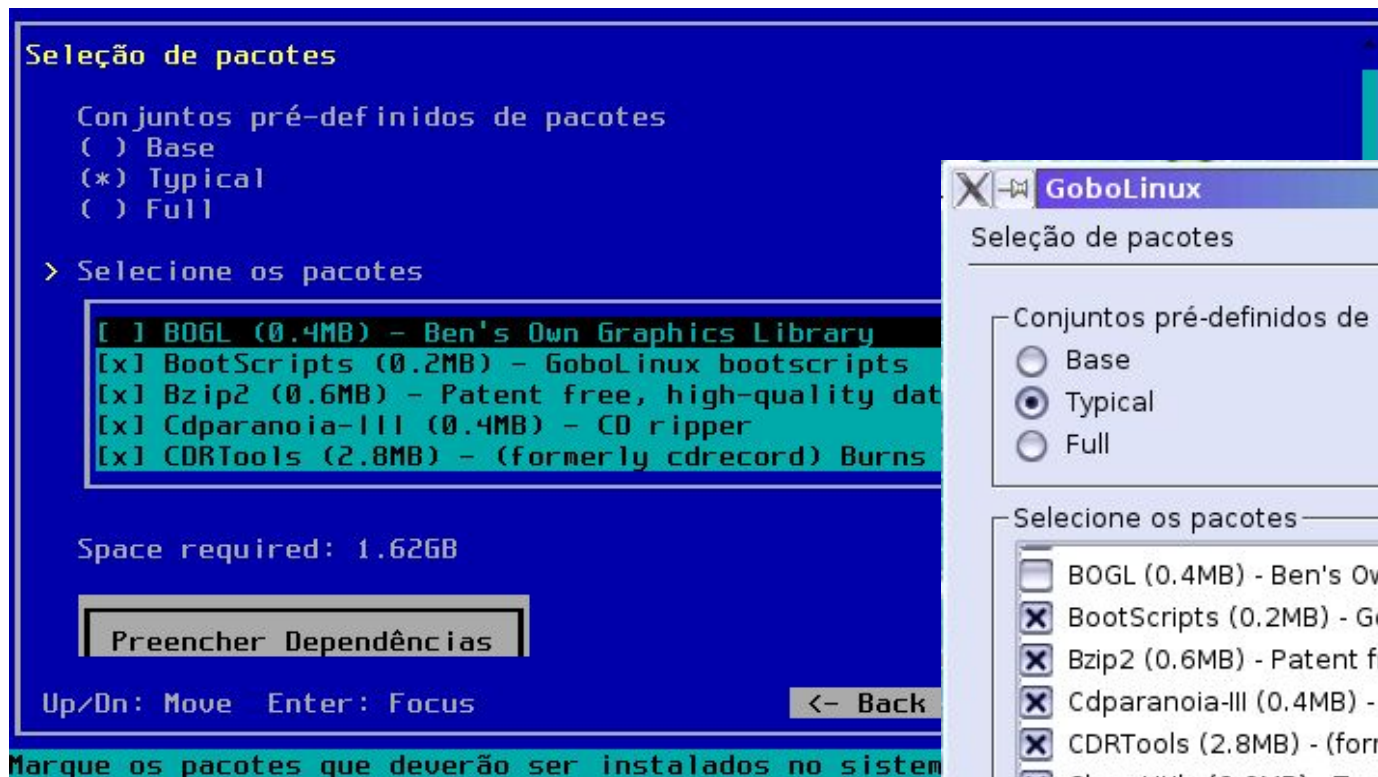 Seleção de pacotes
Conjuntos pré-definidos de pacotes
( ) Base
(*) Typical
( ) Full
> Selecione os pacotes
[ ] BOGL (0.4MB) - Ben's Own Graphics Library
[x] BootScripts (0.2MB) - GoboLinux bootscripts
[x] Bzip2 (0.6MB) - Patent free, high-quality dat
[x] Cdparanoia-III (0.4MB) - CD ripper
[x] CDRTools (2.8MB) - (formerly cdrecord) Burns
Space required: 1.62GB
Preencher Dependências
Up/Dn: Move Enter: Focus
<- Back
Marque os pacotes que deverão ser instalados no sistem
GoboLinux
Seleção de pacotes
Conjuntos pré-definidos de
Base
Typical
Full
Selecione os pacotes
BOGL (0.4MB) - Ben's Ow
BootScripts (0.2MB) - Go
Bzip2 (0.6MB) - Patent f
Cdparanoia-III (0.4MB) -
CDRTools (2.8MB) - (for